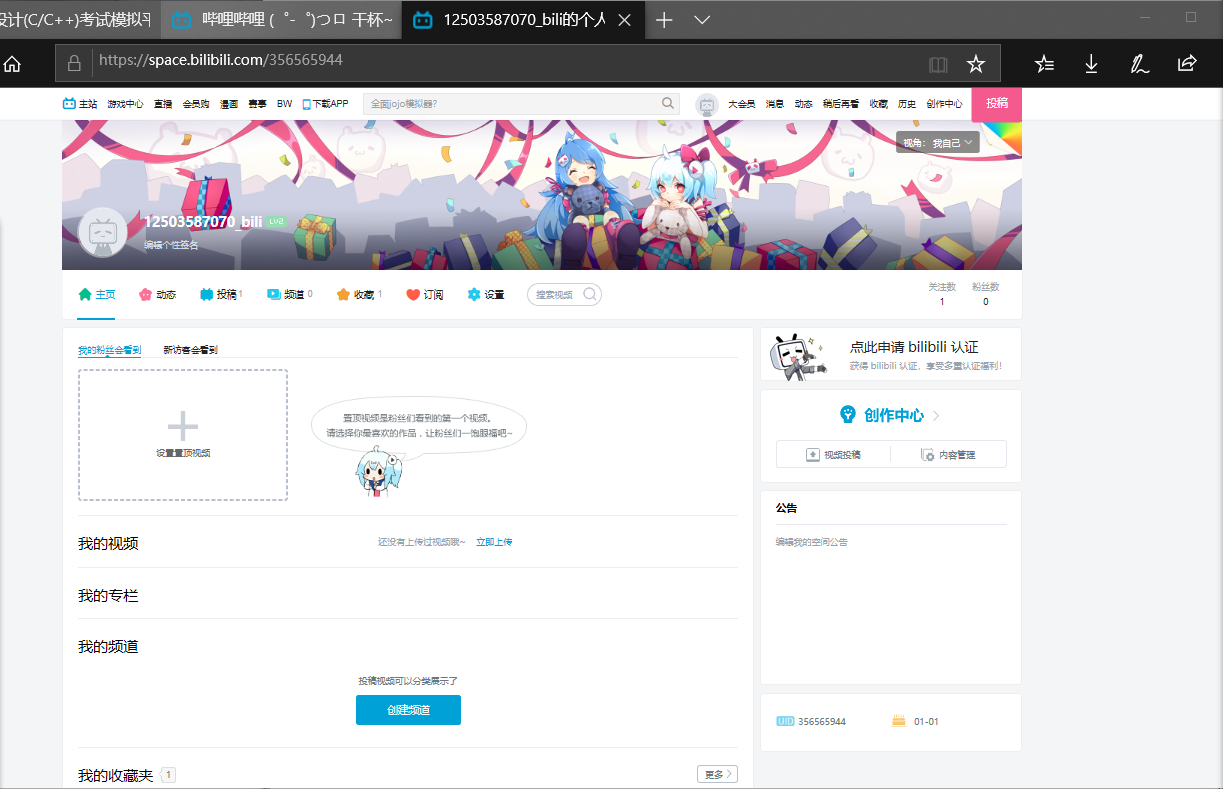 设计(C/C++)考试模拟平
哔哩哔哩 (゜-゜)つロ 干杯~
12503587070_bili的个人
https://space.bilibili.com/356565944
主站 游戏中心 直播 会员购 漫画 赛事 BW 下载APP
全面jojo模拟器?
大会员 消息 动态 稍后再看 收藏 历史 创作中心 投稿
视角: 我自己
12503587070_bili LV2
编辑个性签名
主页 动态 投稿 1 频道 0 收藏 1 订阅 设置 搜索视频
关注数 粉丝数
1 0
我的粉丝会看到 新访客会看到
设置置顶视频
置顶视频是粉丝们看到的第一个视频。
请选择你最喜欢的作品，让粉丝们一饱眼福吧~
我的视频
还没有上传过视频哦~ 立即上传
我的专栏
我的频道
投稿视频可以分类展示了
创建频道
我的收藏夹 1
更多
点此申请 bilibili 认证
获得 bilibili 认证，享受多重认证福利!
创作中心
视频投稿 内容管理
公告
编辑我的空间公告
UID 356565944 01-01